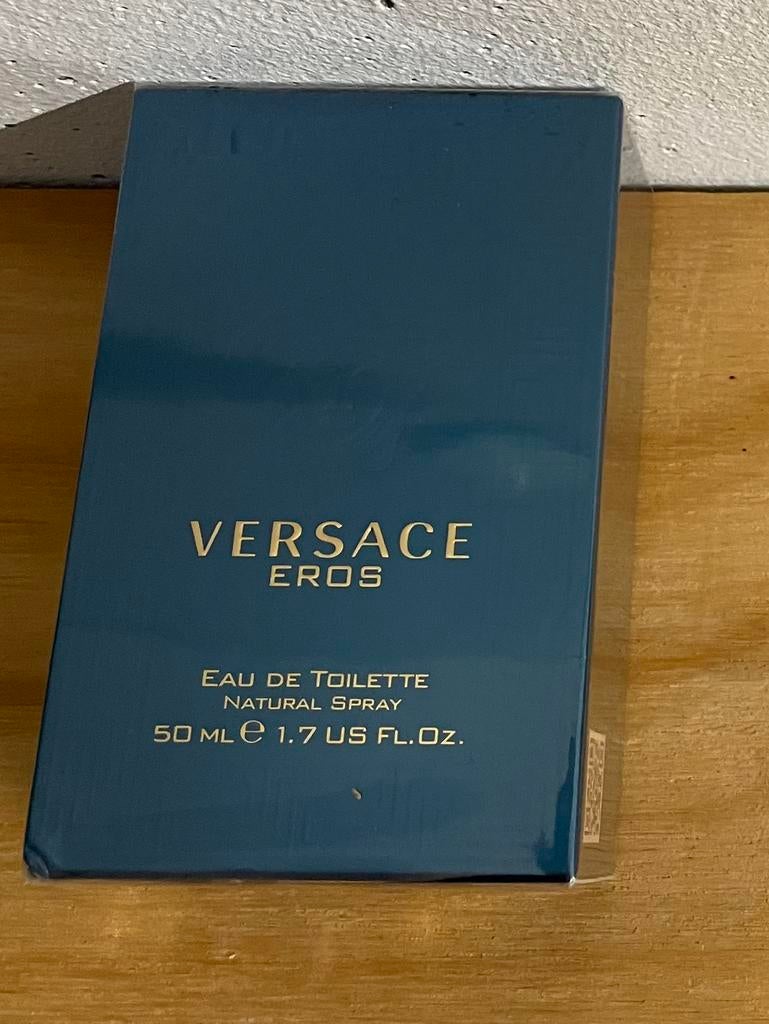 VERSACE
EROS
EAU DE TOILETTE
NATURAL SPRAY
50 ML ℮ 1.7 US FL.OZ.